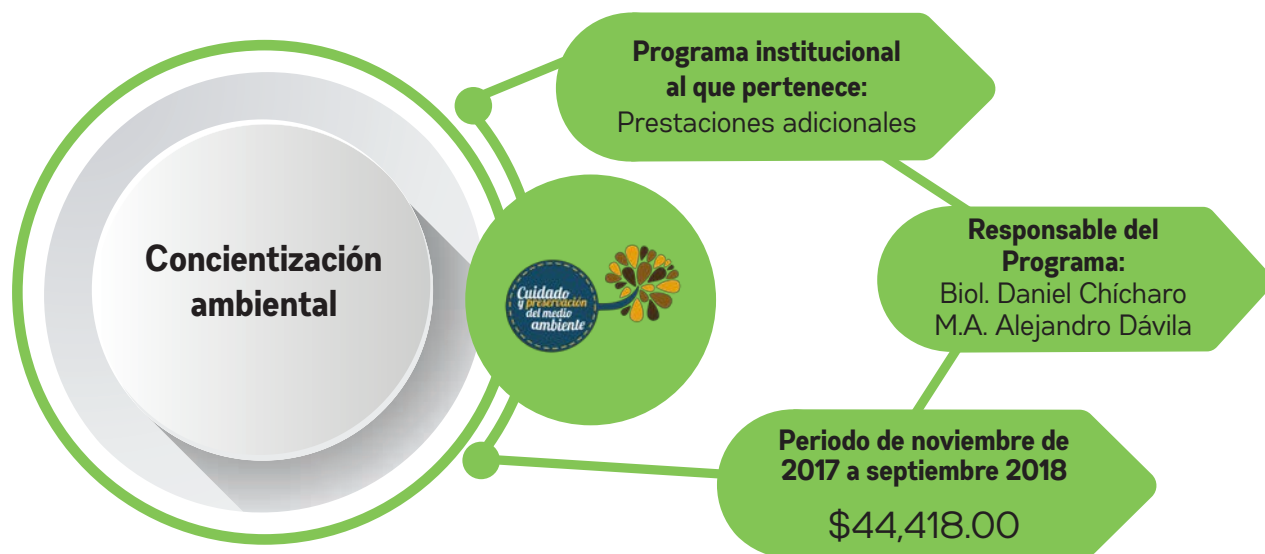 Concientización
ambiental
Cuidado
y preservación
del medio
ambiente
Programa institucional
al que pertenece:
Prestaciones adicionales
Responsable del
Programa:
Biol. Daniel Chícharo
M.A. Alejandro Dávila
Periodo de noviembre de
2017 a septiembre 2018
$44,418.00